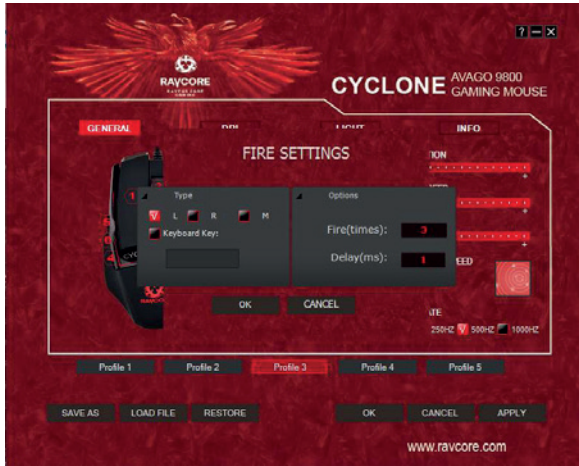 ? — X
RAVCORE
CYCLONE AVAGO 9800
GAMING MOUSE
GENERAL DPI LIGHT INFO
FIRE SETTINGS
Type Options
V L R M
Fire(times): 3
Keyboard Key:
Delay(ms): 1
OK CANCEL
250HZ V 500HZ 1000HZ
Profile 1 Profile 2 Profile 3 Profile 4 Profile 5
SAVE AS LOAD FILE RESTORE OK CANCEL APPLY
www.ravcore.com